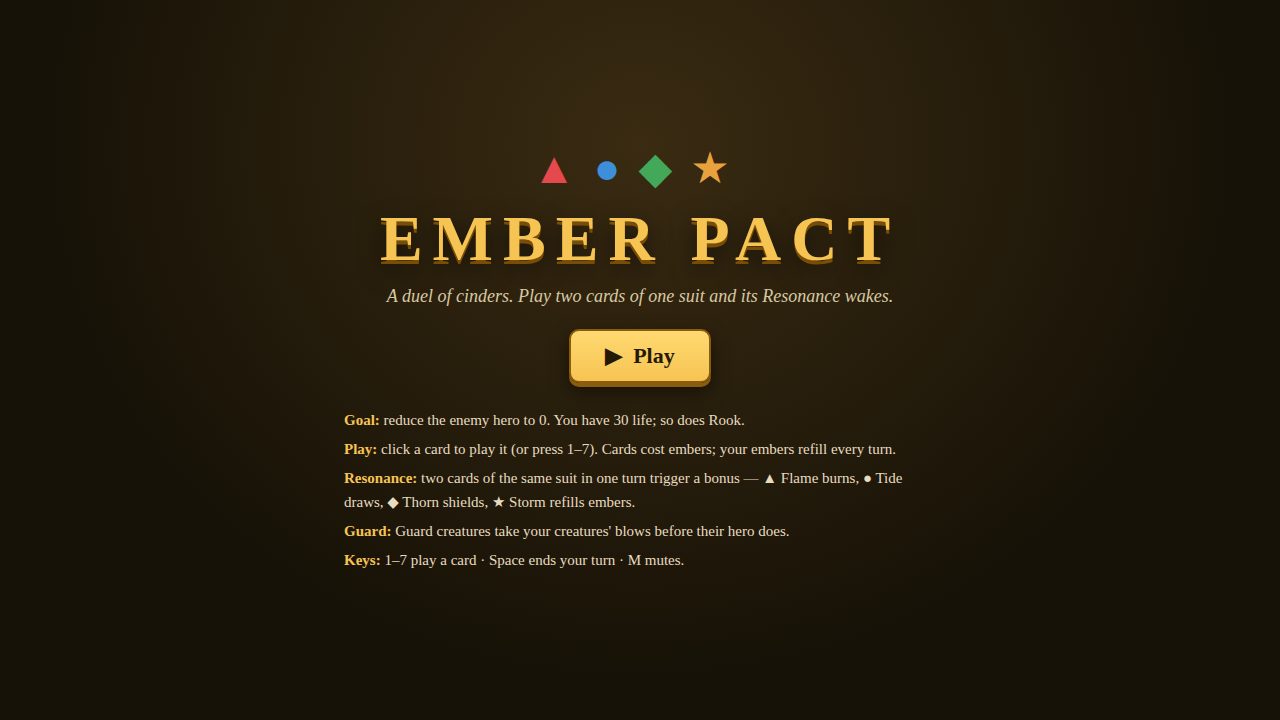 EMBER PACT
A duel of cinders. Play two cards of one suit and its Resonance wakes.
▶ Play
Goal: reduce the enemy hero to 0. You have 30 life; so does Rook.
Play: click a card to play it (or press 1–7). Cards cost embers; your embers refill every turn.
Resonance: two cards of the same suit in one turn trigger a bonus — ▲ Flame burns, ● Tide
draws, ◆ Thorn shields, ★ Storm refills embers.
Guard: Guard creatures take your creatures' blows before their hero does.
Keys: 1–7 play a card · Space ends your turn · M mutes.